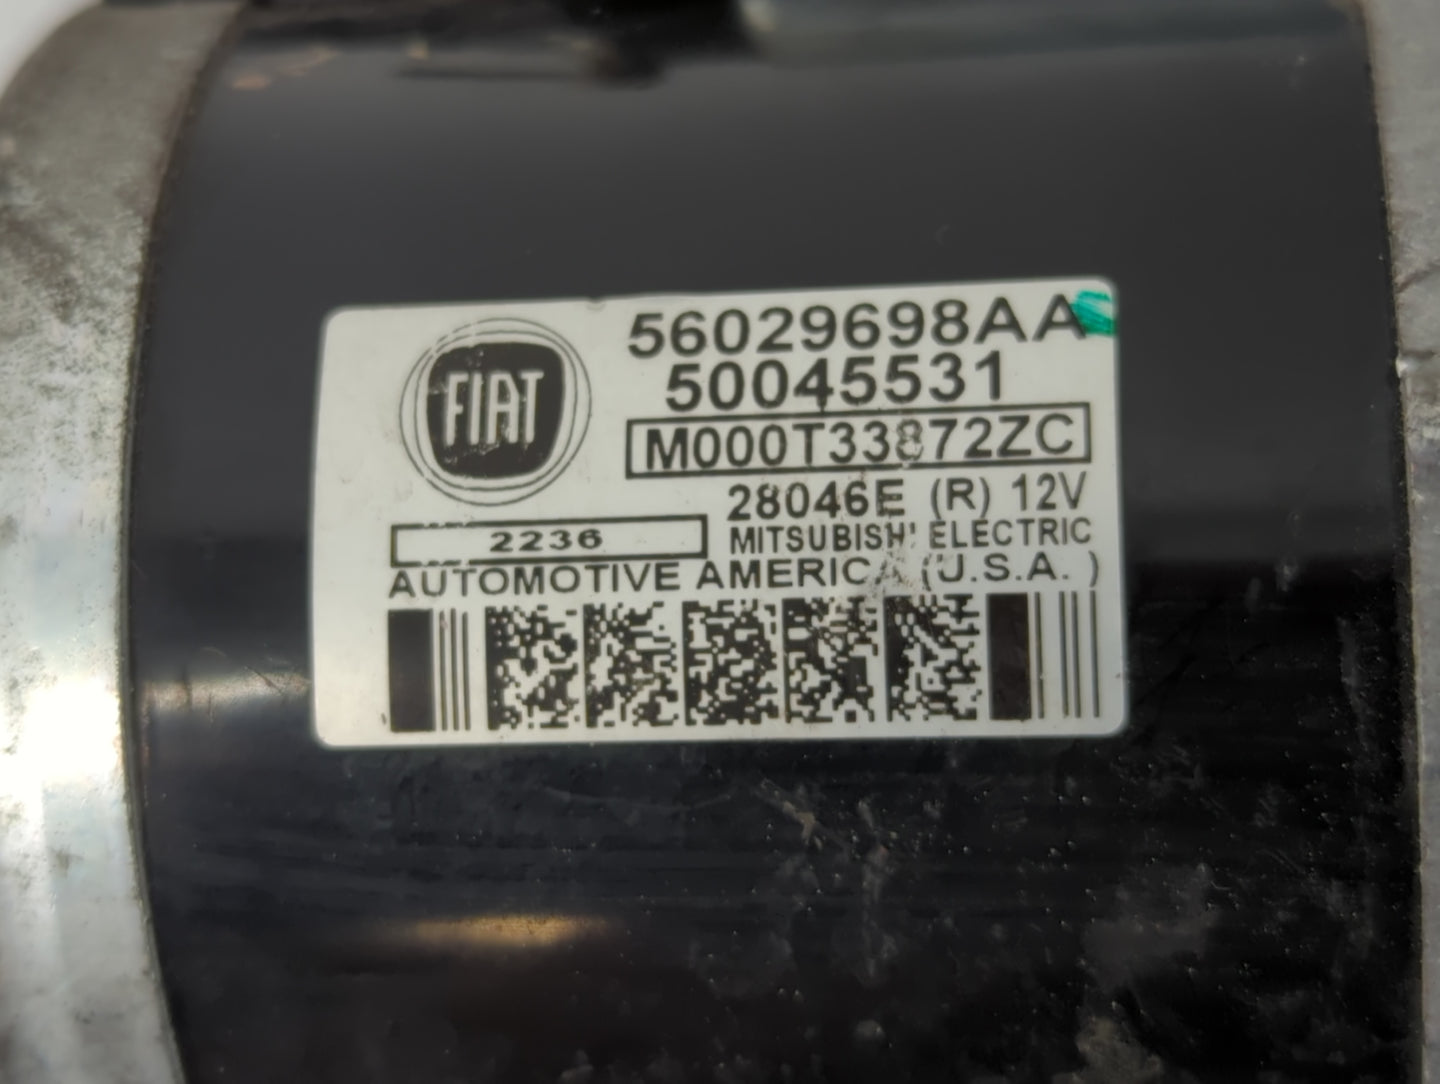 56029698AA
50045531
FIAT
M000T33872ZC
28046E (R) 12V
2236
MITSUBISHI ELECTRIC
AUTOMOTIVE AMERICA (U.S.A. )